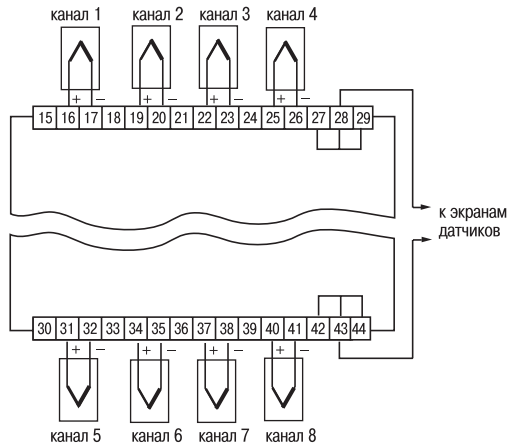 канал 1 канал 2 канал 3 канал 4
+ – + – + – + –
15 16 17 18 19 20 21 22 23 24 25 26 27 28 29
к экранам
датчиков
30 31 32 33 34 35 36 37 38 39 40 41 42 43 44
+ – + – + – + –
канал 5 канал 6 канал 7 канал 8